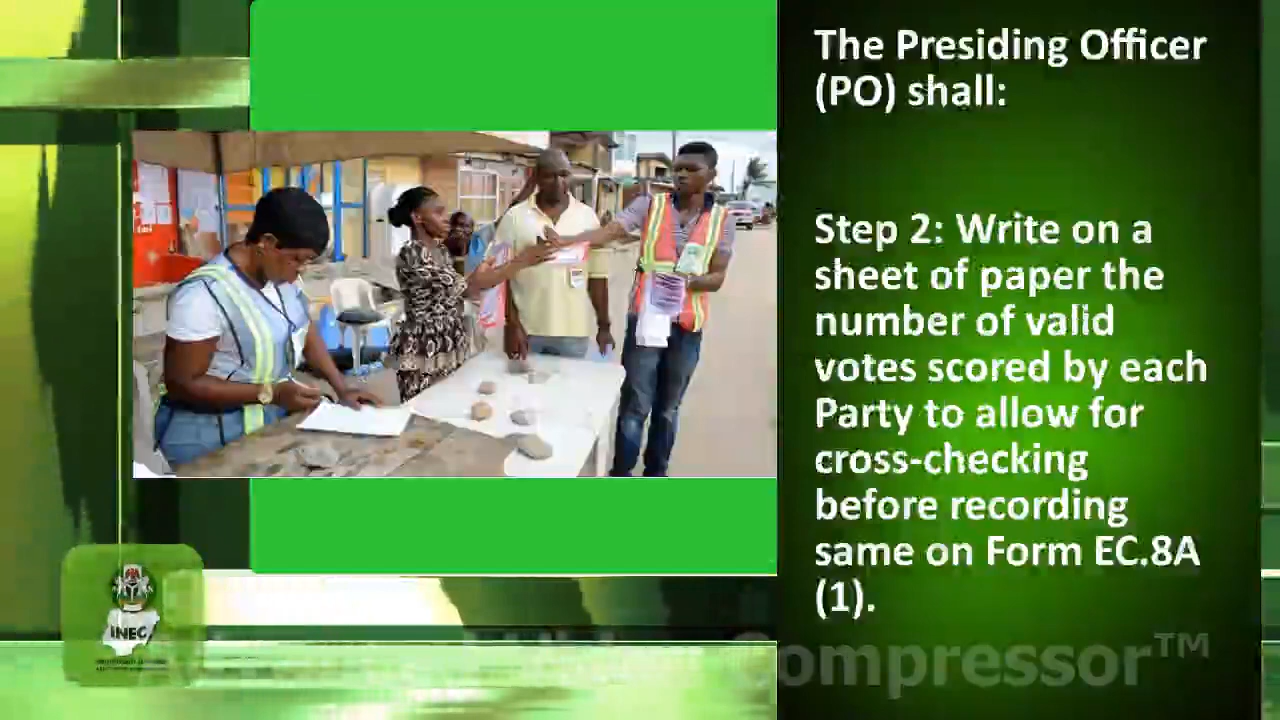 The Presiding Officer
(PO) shall:
Step 2: Write on a
sheet of paper the
number of valid
votes scored by each
Party to allow for
cross-checking
before recording
same on Form EC.8A
(1).
INEC
Compressor™